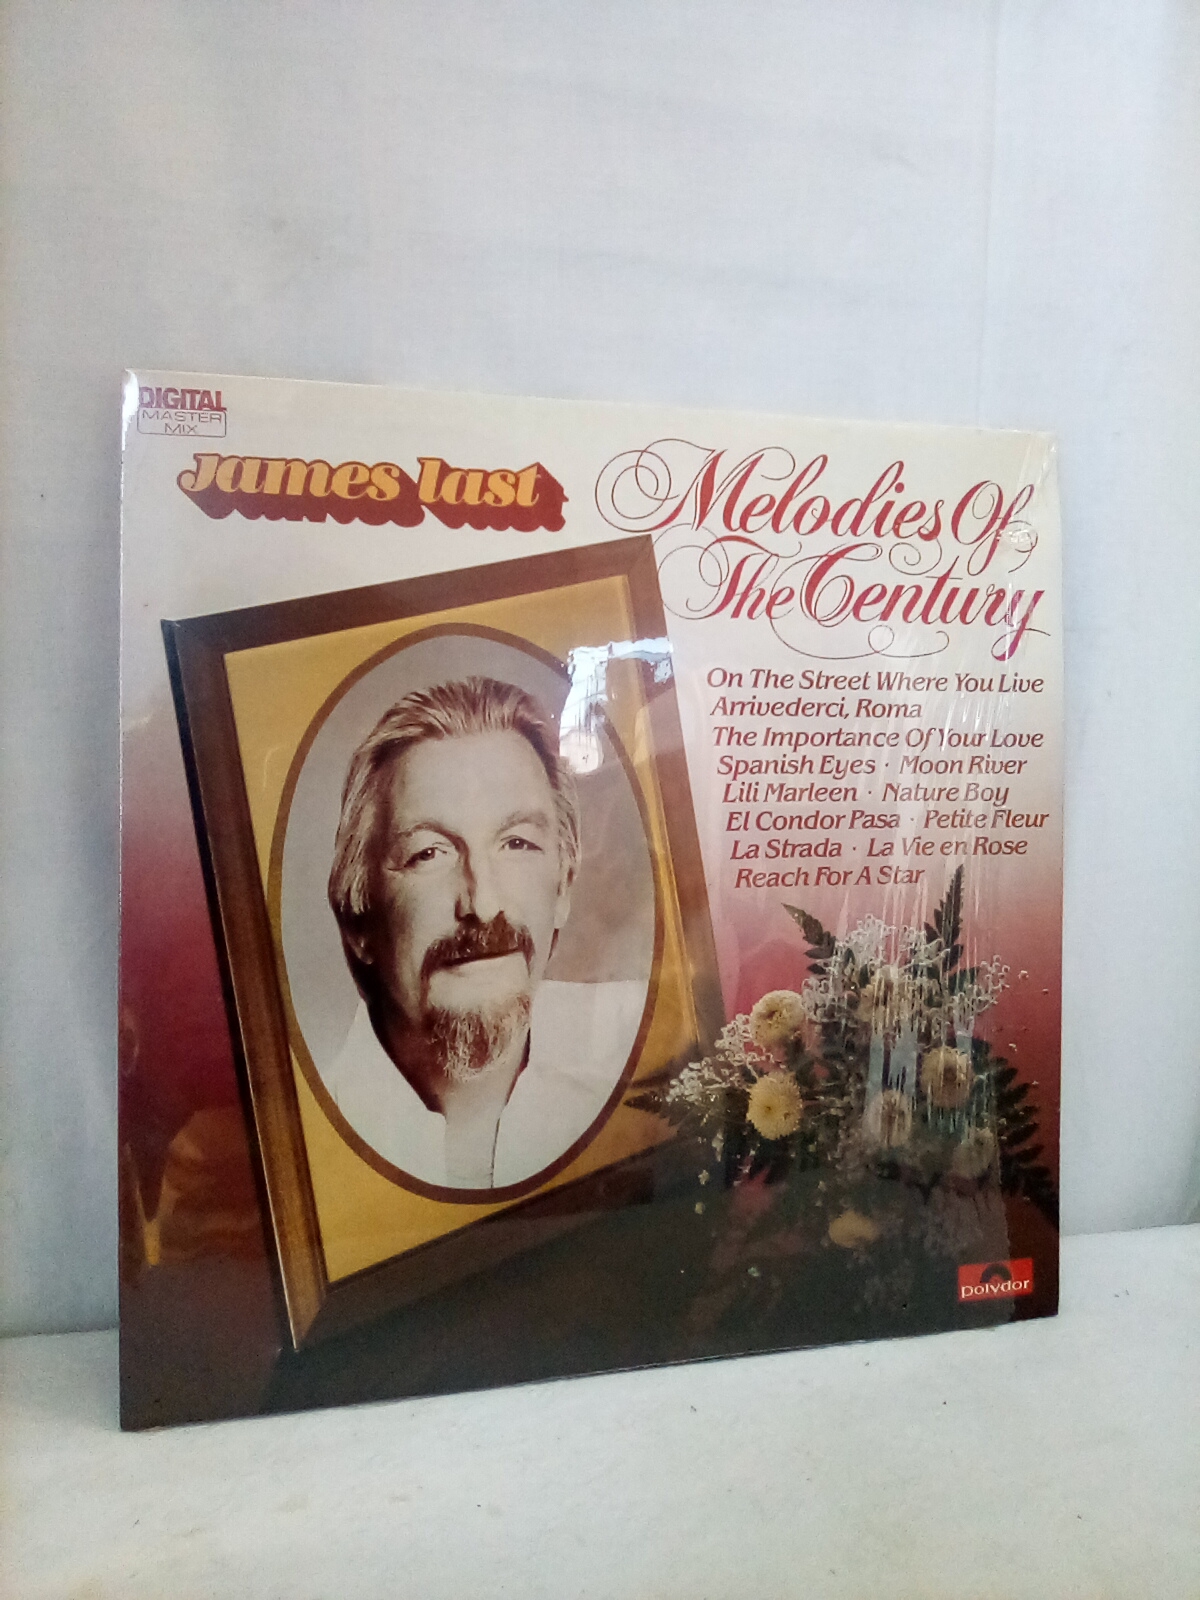 DIGITAL
MASTER
MIX
James last
Melodies Of
The Century
On The Street Where You Live
Arrivederci, Roma
The Importance Of Your Love
Spanish Eyes · Moon River
Lili Marleen · Nature Boy
El Condor Pasa · Petite Fleur
La Strada · La Vie en Rose
Reach For A Star
polydor